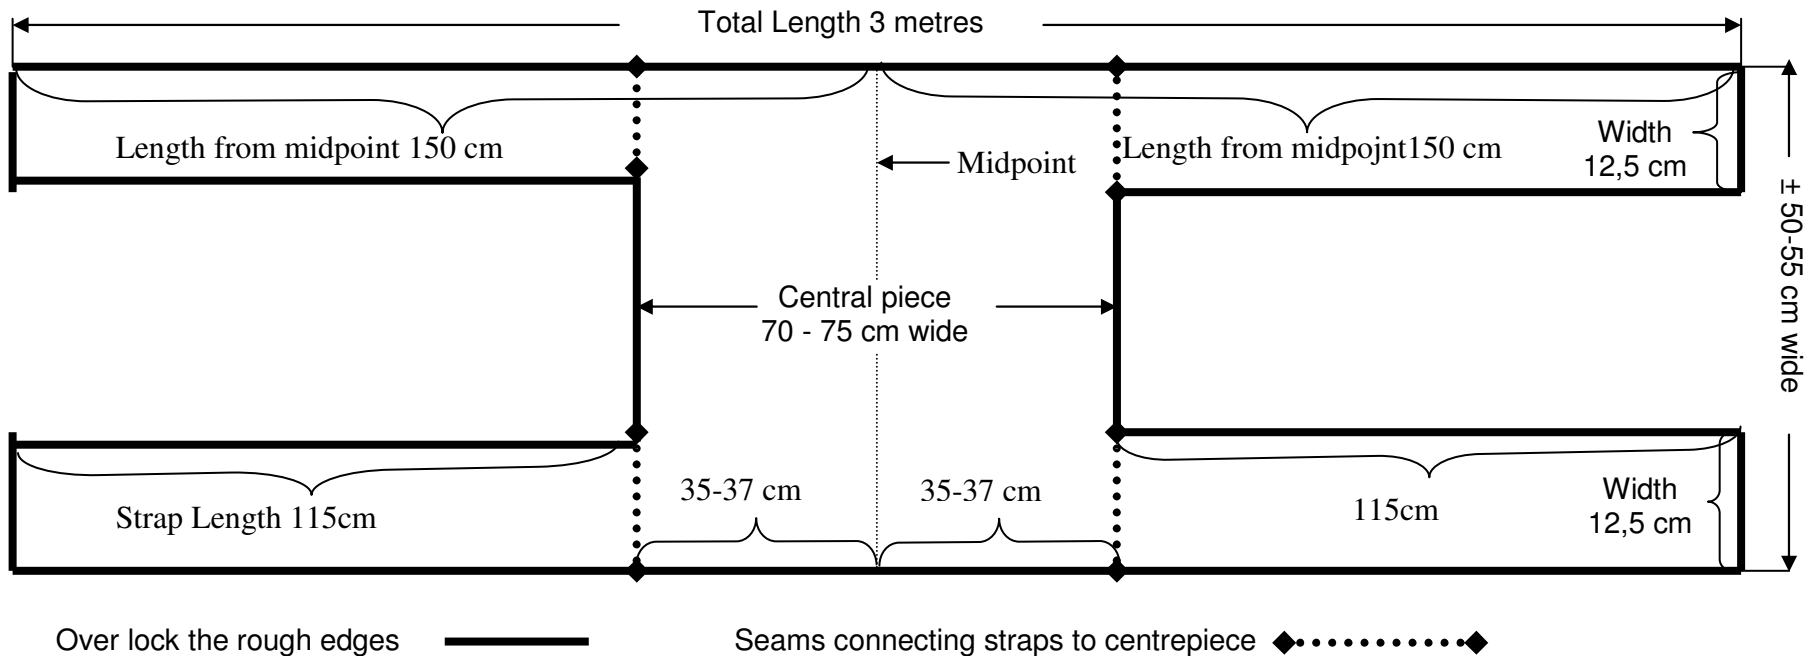 Total Length 3 metres
Length from midpoint 150 cm
Midpoint
Length from midpojnt150 cm
Width
12,5 cm
± 50-55 cm wide
Central piece
70 - 75 cm wide
Strap Length 115cm
35-37 cm
35-37 cm
115cm
Width
12,5 cm
Over lock the rough edges
Seams connecting straps to centrepiece